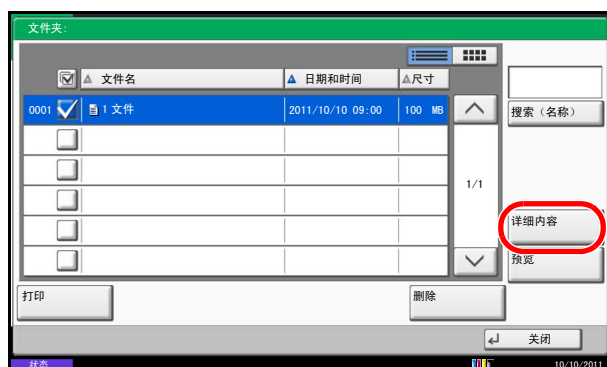 文件夹:
文件名 日期和时间 尺寸
0001 1 文件 2011/10/10 09:00 100 MB
搜索（名称）
1/1
详细内容
预览
打印 删除
关闭
状态 10/10/2011